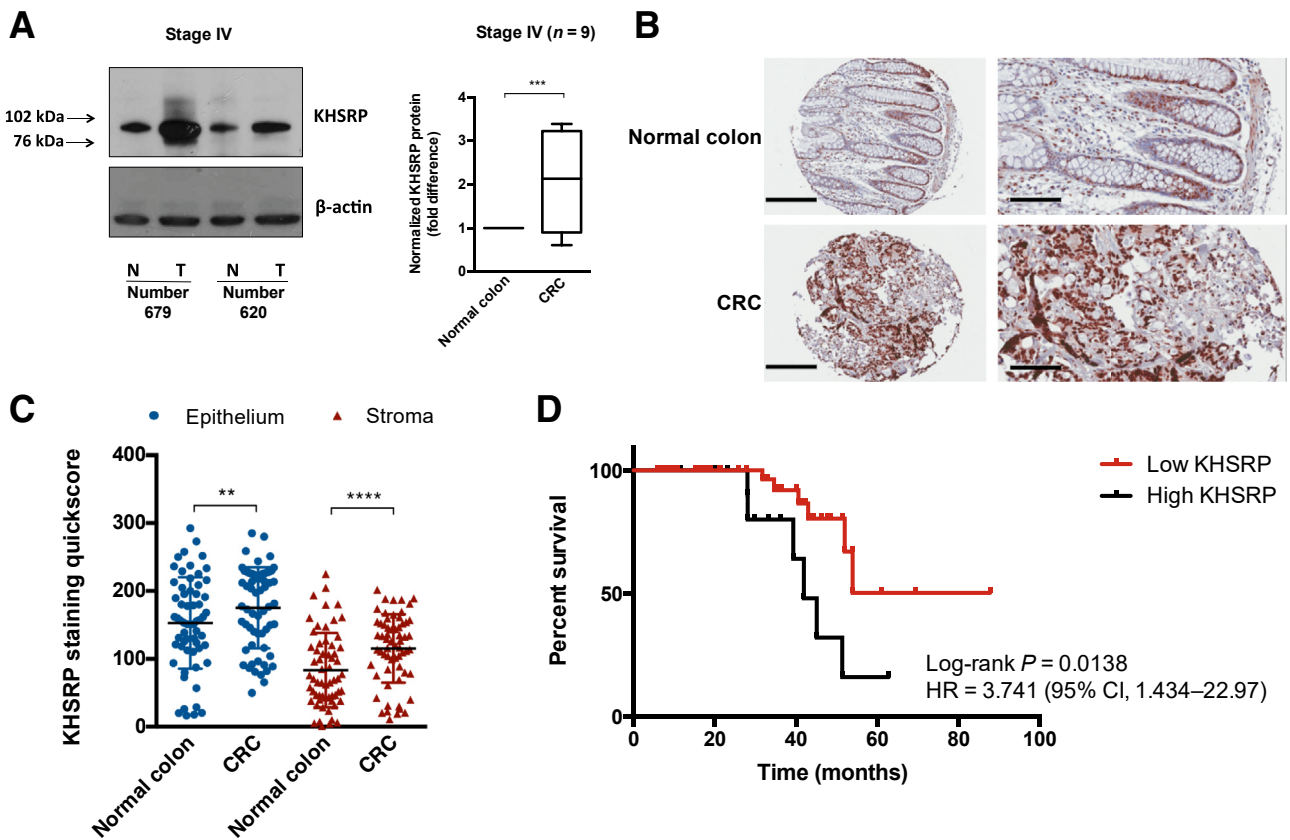 A
Stage IV
102 kDa
76 kDa
KHSRP
β-actin
N T N T
Number Number
679 620
Stage IV (n = 9)
***
Normalized KHSRP protein
(fold difference)
4
3
2
1
0
Normal colon
CRC
B
Normal colon
CRC
C
Epithelium
Stroma
KHSRP staining quickscore
400
300
200
100
0
**
****
Normal colon
CRC
Normal colon
CRC
D
Percent survival
100
50
0
Low KHSRP
High KHSRP
Log-rank P = 0.0138
HR = 3.741 (95% CI, 1.434–22.97)
0 20 40 60 80 100
Time (months)